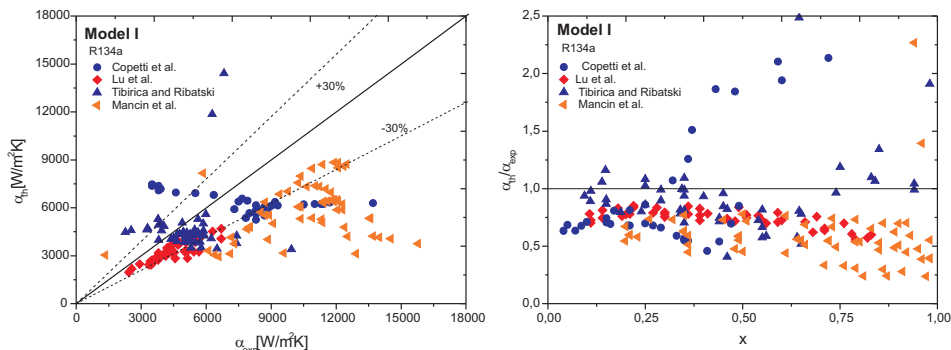 Model I
R134a
Copetti et al.
Lu et al.
Tibirica and Ribatski
Mancin et al.
+30%
-30%
18000
15000
12000
9000
6000
3000
0
0 3000 6000 9000 12000 15000 18000
α_th[W/m²K]
α_exp[W/m²K]
Model I
R134a
Copetti et al.
Lu et al.
Tibirica and Ribatski
Mancin et al.
2,5
2,0
1,5
1,0
0,5
0,0
0,00 0,25 0,50 0,75 1,00
α_th/α_exp
x